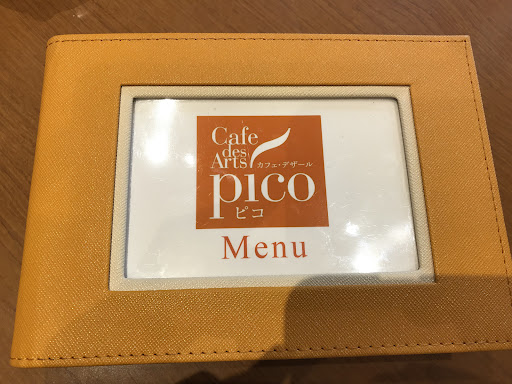 Cafe
des
Arts
カフェ・デザール
pico
ピコ
Menu